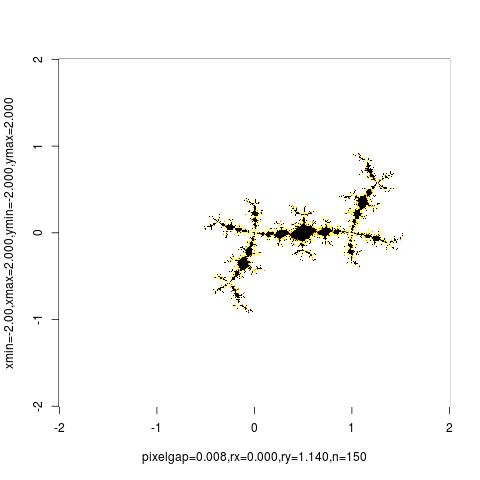 2
1
0
-1
-2
xmin=-2.00,xmax=2.000,ymin=-2.000,ymax=2.000
-2 -1 0 1 2
pixelgap=0.008,rx=0.000,ry=1.140,n=150